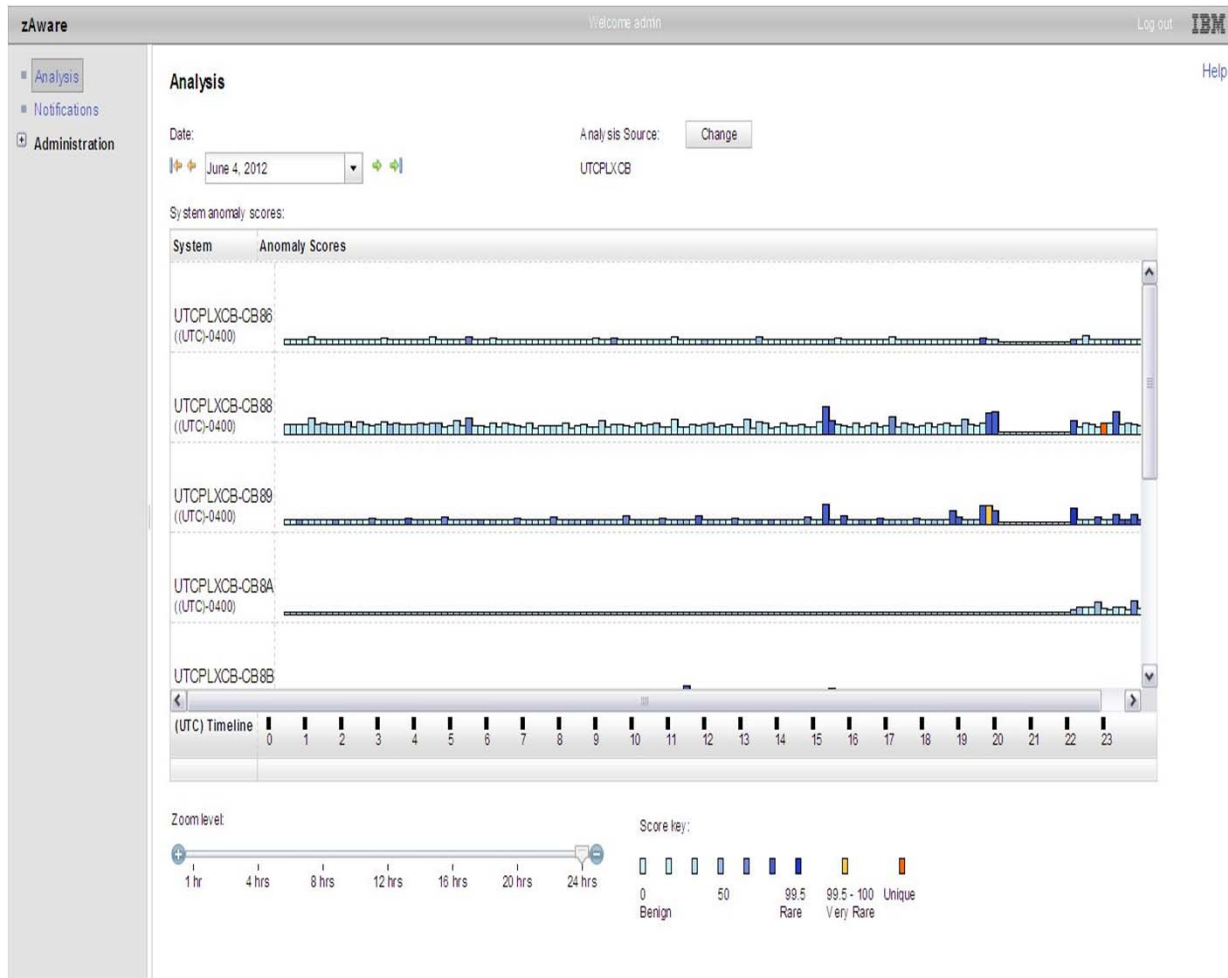 zAware Welcome admin Log out IBM
Analysis
Notifications
Administration
Help
Analysis
Date:
June 4, 2012
Analysis Source: Change
UTCPLXCB
System anomaly scores:
System Anomaly Scores
UTCPLXCB-CB86
((UTC)-0400)
UTCPLXCB-CB88
((UTC)-0400)
UTCPLXCB-CB89
((UTC)-0400)
UTCPLXCB-CB8A
((UTC)-0400)
UTCPLXCB-CB8B
(UTC) Timeline 0 1 2 3 4 5 6 7 8 9 10 11 12 13 14 15 16 17 18 19 20 21 22 23
Zoom level:
1 hr 4 hrs 8 hrs 12 hrs 16 hrs 20 hrs 24 hrs
Score key:
0 50 99.5 99.5 - 100 Unique
Benign Rare Very Rare